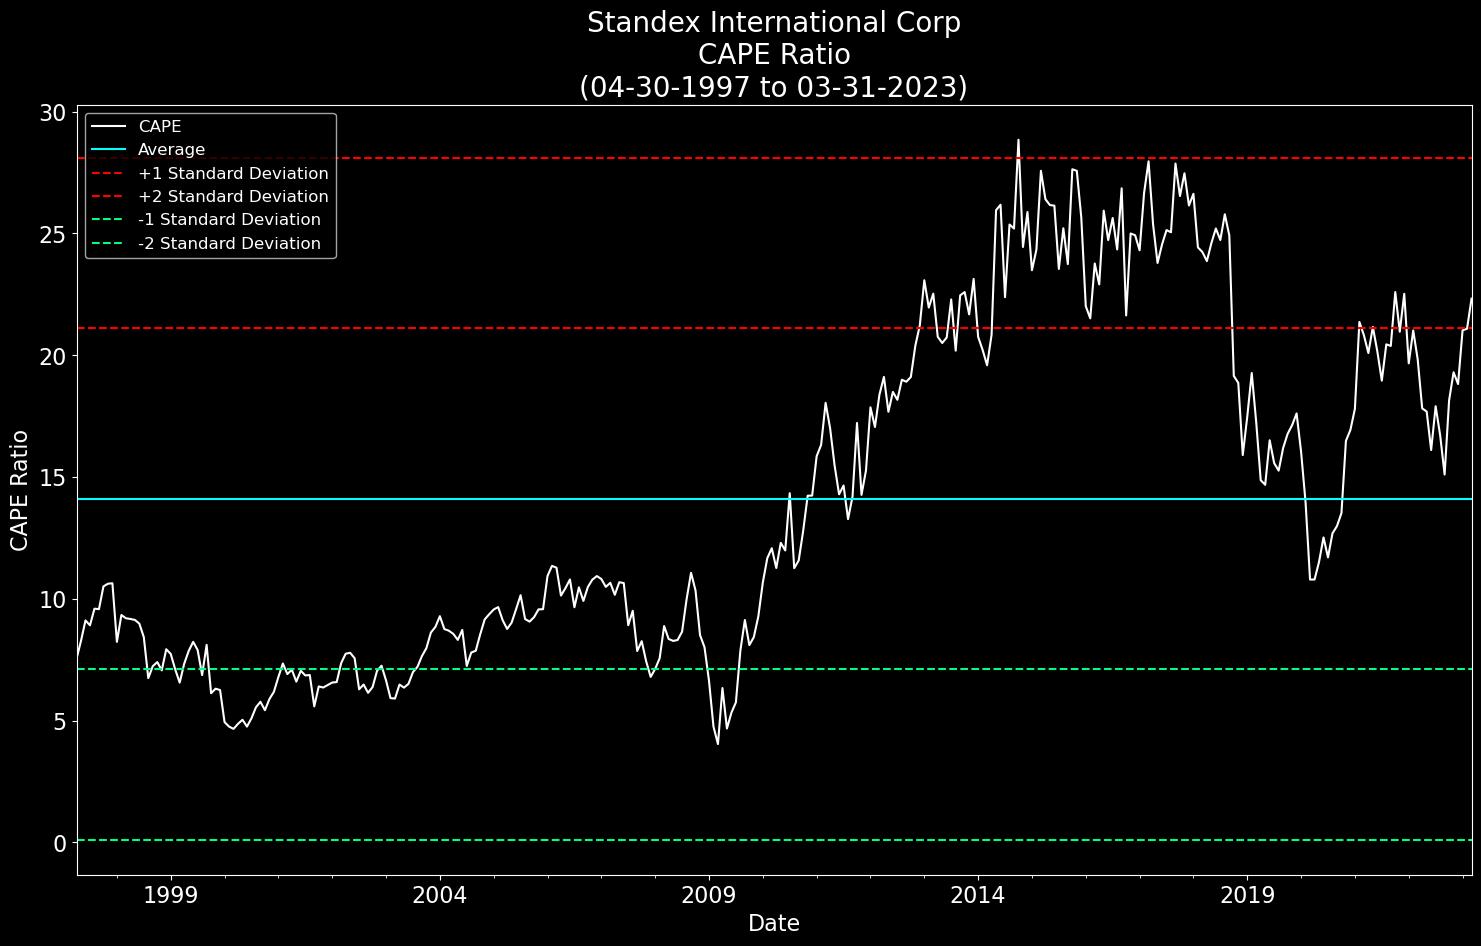 Standex International Corp
CAPE Ratio
(04-30-1997 to 03-31-2023)
30
25
20
15
10
5
0
CAPE Ratio
CAPE
Average
+1 Standard Deviation
+2 Standard Deviation
-1 Standard Deviation
-2 Standard Deviation
1999
2004
2009
2014
2019
Date